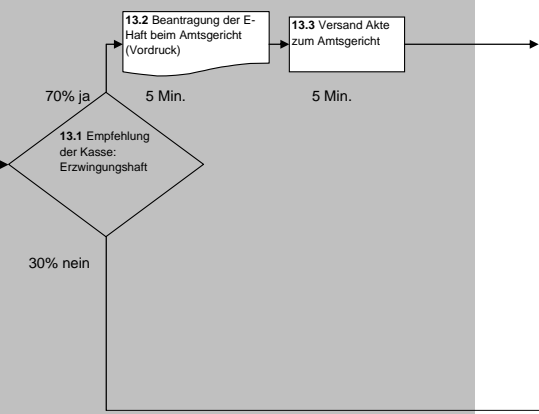 13.2 Beantragung der E-
Haft beim Amtsgericht
(Vordruck)
13.3 Versand Akte
zum Amtsgericht
70% ja
5 Min.
5 Min.
13.1 Empfehlung
der Kasse:
Erzwingungshaft
30% nein